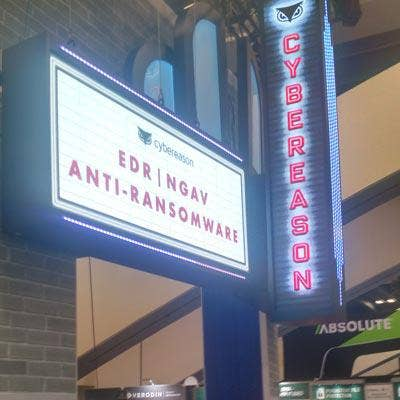 cybereason
EDR | NGAV
ANTI-RANSOMWARE
CYBEREASON
ABSOLUTE
VERODIN